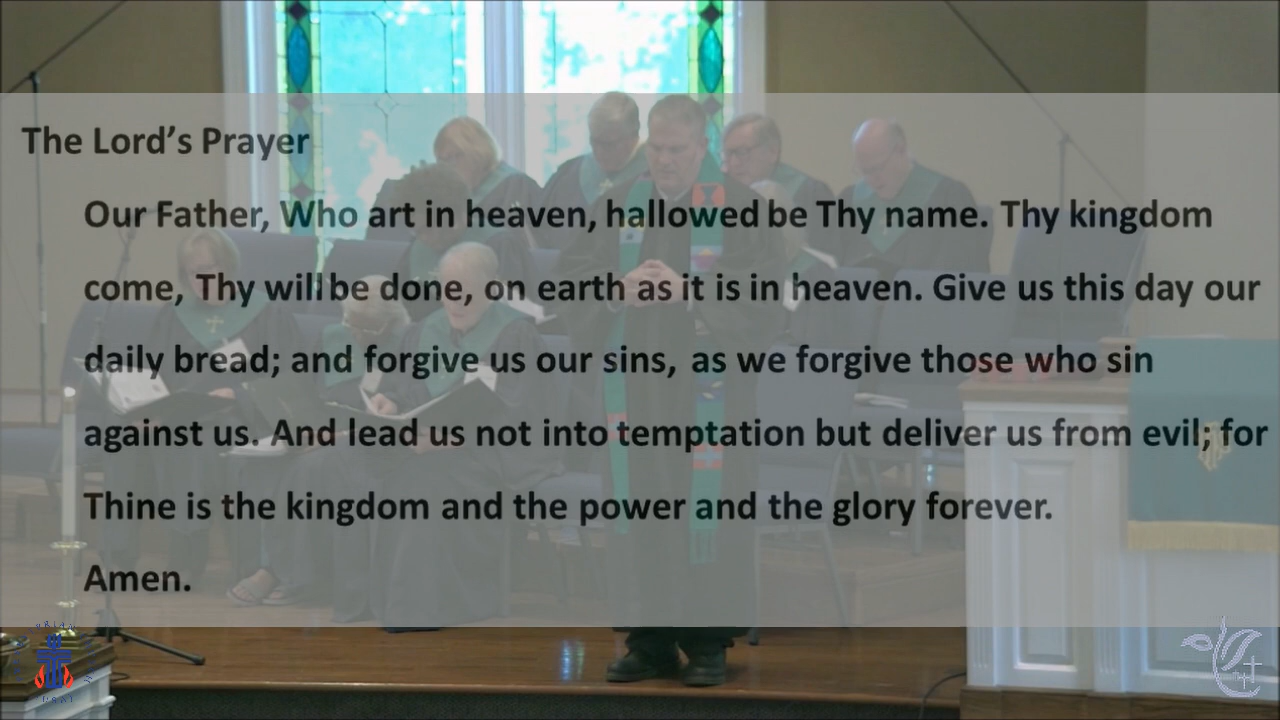 The Lord’s Prayer
Our Father, Who art in heaven, hallowed be Thy name. Thy kingdom
come, Thy will be done, on earth as it is in heaven. Give us this day our
daily bread; and forgive us our sins, as we forgive those who sin
against us. And lead us not into temptation but deliver us from evil; for
Thine is the kingdom and the power and the glory forever.
Amen.